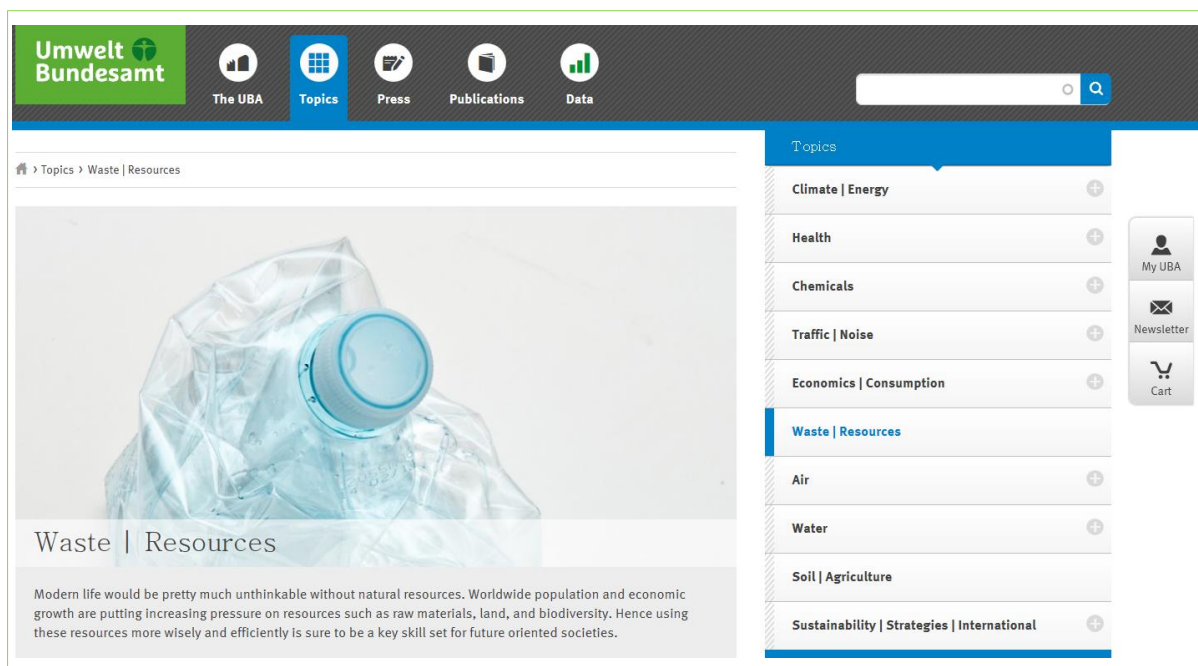 Umwelt
Bundesamt
The UBA
Topics
Press
Publications
Data
Topics
› Topics › Waste | Resources
Climate | Energy
Health
Chemicals
Traffic | Noise
Economics | Consumption
Waste | Resources
Air
Water
Soil | Agriculture
Sustainability | Strategies | International
My UBA
Newsletter
Cart
Waste | Resources
Modern life would be pretty much unthinkable without natural resources. Worldwide population and economic
growth are putting increasing pressure on resources such as raw materials, land, and biodiversity. Hence using
these resources more wisely and efficiently is sure to be a key skill set for future oriented societies.